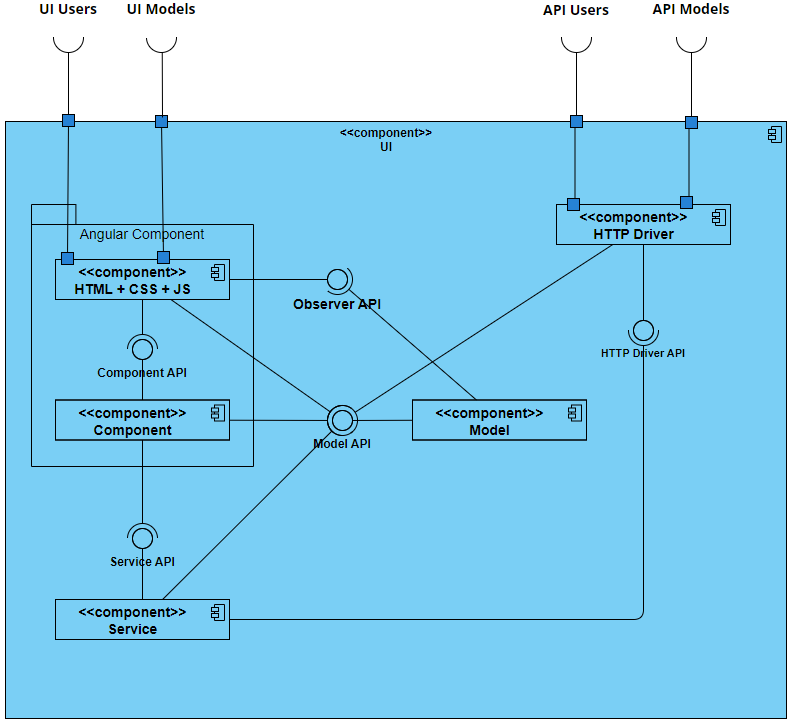 UI Users
UI Models
API Users
API Models
<<component>>
UI
Angular Component
<<component>>
HTTP Driver
<<component>>
HTML + CSS + JS
Observer API
HTTP Driver API
Component API
<<component>>
Component
<<component>>
Model
Model API
Service API
<<component>>
Service